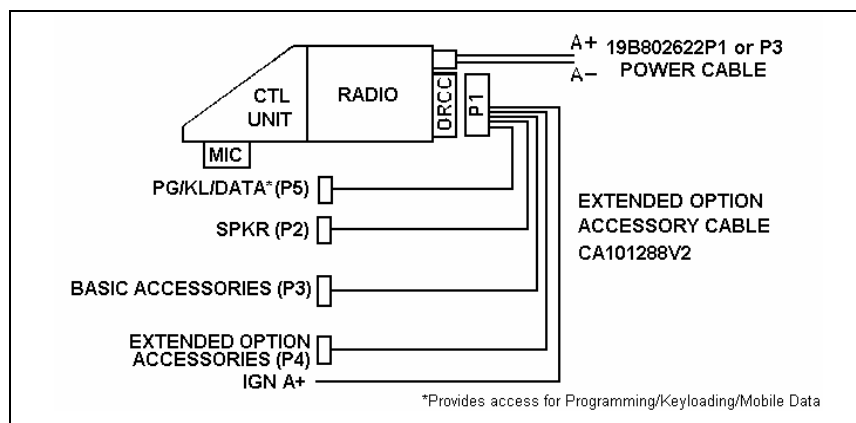 A+ 19B802622P1 or P3
A− POWER CABLE
CTL
UNIT
RADIO
ORCC
P1
MIC
PG/KL/DATA* (P5)
SPKR (P2)
EXTENDED OPTION
ACCESSORY CABLE
CA101288V2
BASIC ACCESSORIES (P3)
EXTENDED OPTION
ACCESSORIES (P4)
IGN A+
*Provides access for Programming/Keyloading/Mobile Data